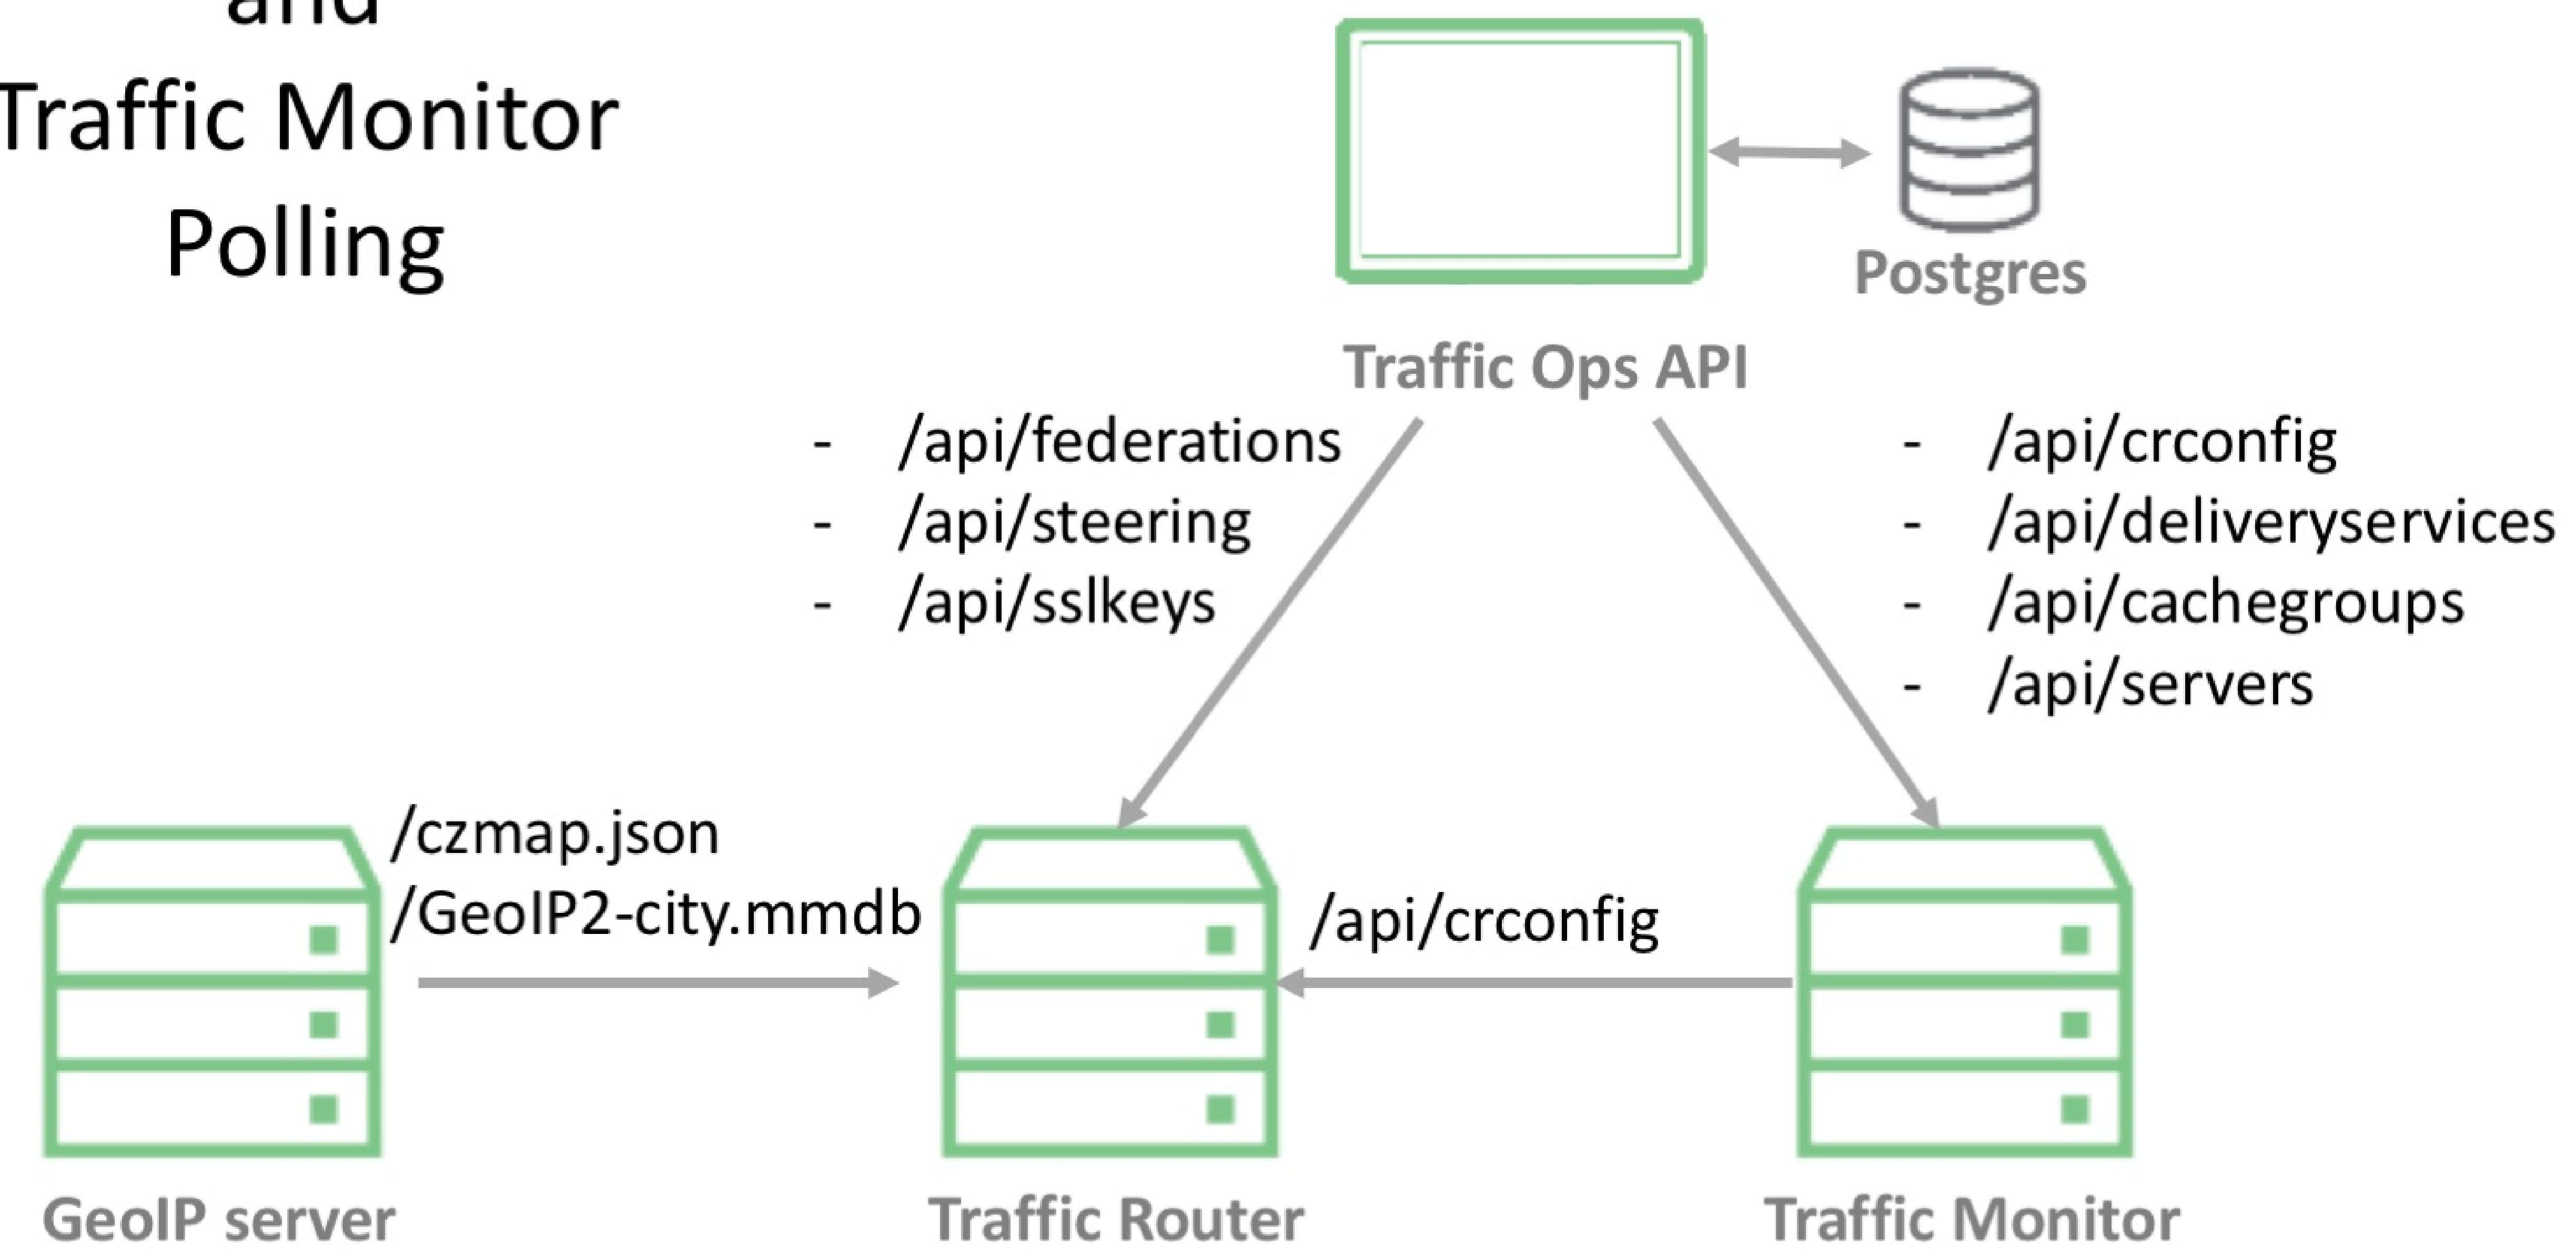 and
Traffic Monitor
Polling
Postgres
Traffic Ops API
- /api/federations
- /api/steering
- /api/sslkeys
- /api/crconfig
- /api/deliveryservices
- /api/cachegroups
- /api/servers
/czmap.json
/GeoIP2-city.mmdb
/api/crconfig
GeoIP server
Traffic Router
Traffic Monitor